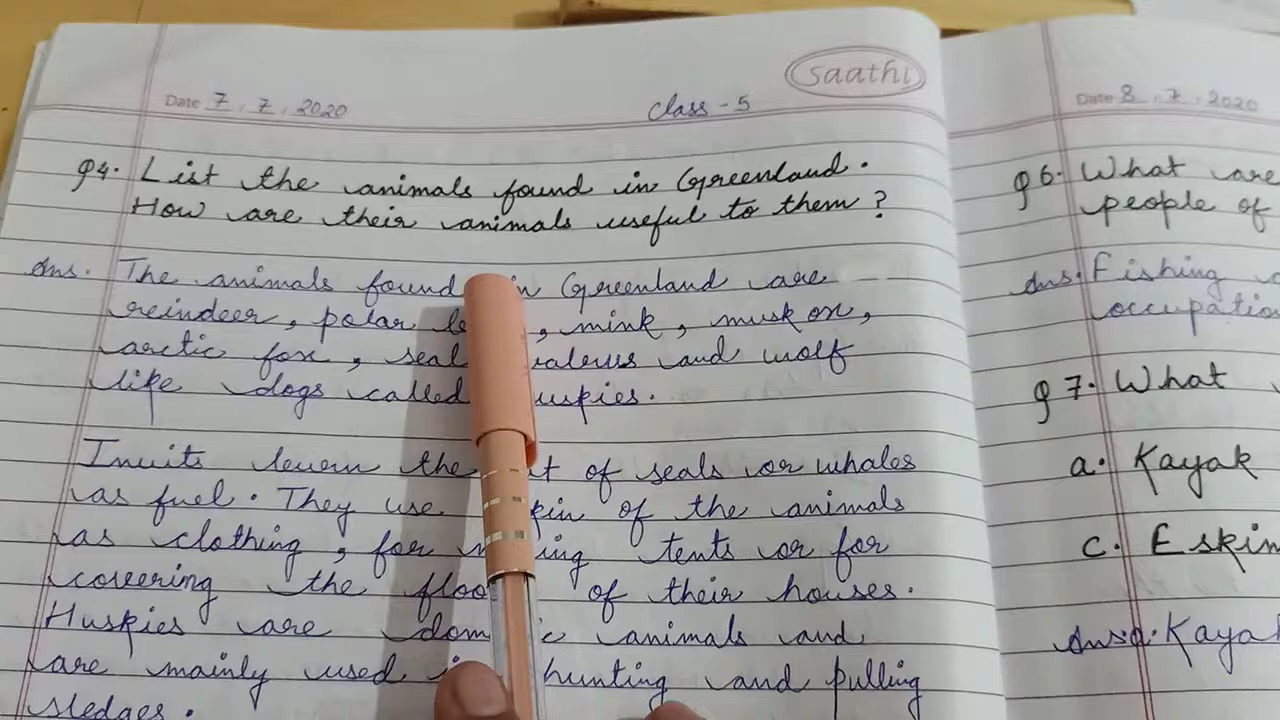 saathi
Date 7, 7, 2020 Class - 5
Q4. List the animals found in Greenland.
How are their animals useful to them?
Ans. The animals found in Greenland are
reindeer, polar , mink, musk ox,
arctic fox, seal and wolf
like dogs called
Inuits burn the of seals or whales
as fuel. They use of the animals
as clothing, for tents or for
covering the of their houses.
Huskies are animals and
are mainly used hunting and pulling
sledges.
Date 8, 7, 2020
Q6. What are
people of
Ans. Fishing
occupation
Q7. What
a. Kayak
c. Eskim
Ans a. Kayak